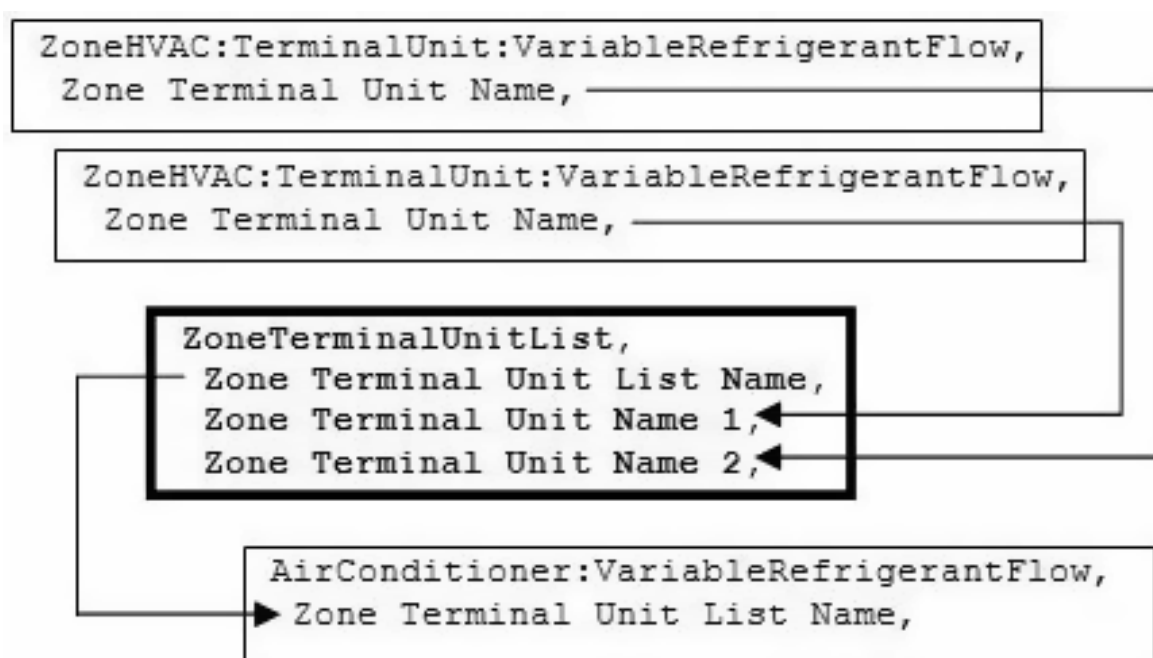 ZoneHVAC:TerminalUnit:VariableRefrigerantFlow,
Zone Terminal Unit Name,
ZoneHVAC:TerminalUnit:VariableRefrigerantFlow,
Zone Terminal Unit Name,
ZoneTerminalUnitList,
Zone Terminal Unit List Name,
Zone Terminal Unit Name 1,
Zone Terminal Unit Name 2,
AirConditioner:VariableRefrigerantFlow,
Zone Terminal Unit List Name,